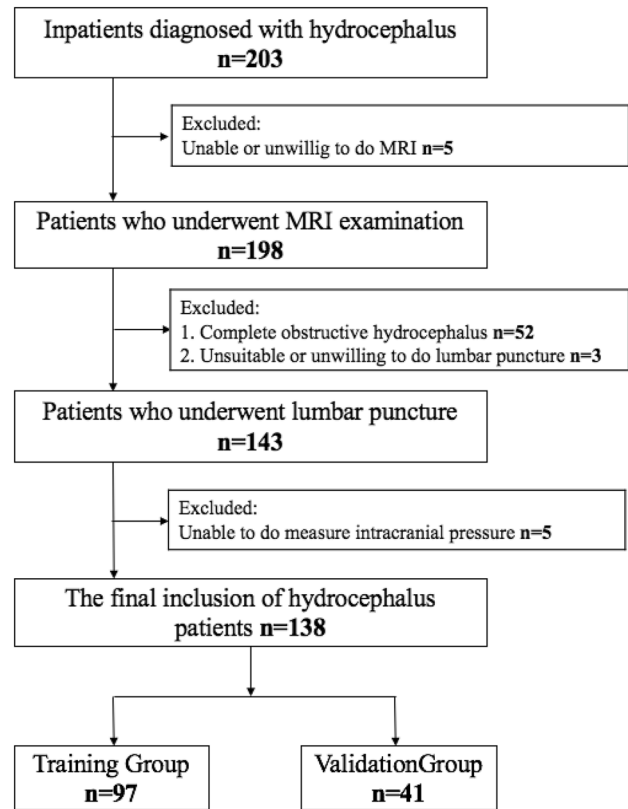 Inpatients diagnosed with hydrocephalus
n=203
Excluded:
Unable or unwillig to do MRI n=5
Patients who underwent MRI examination
n=198
Excluded:
1. Complete obstructive hydrocephalus n=52
2. Unsuitable or unwilling to do lumbar puncture n=3
Patients who underwent lumbar puncture
n=143
Excluded:
Unable to do measure intracranial pressure n=5
The final inclusion of hydrocephalus
patients n=138
Training Group
n=97
ValidationGroup
n=41